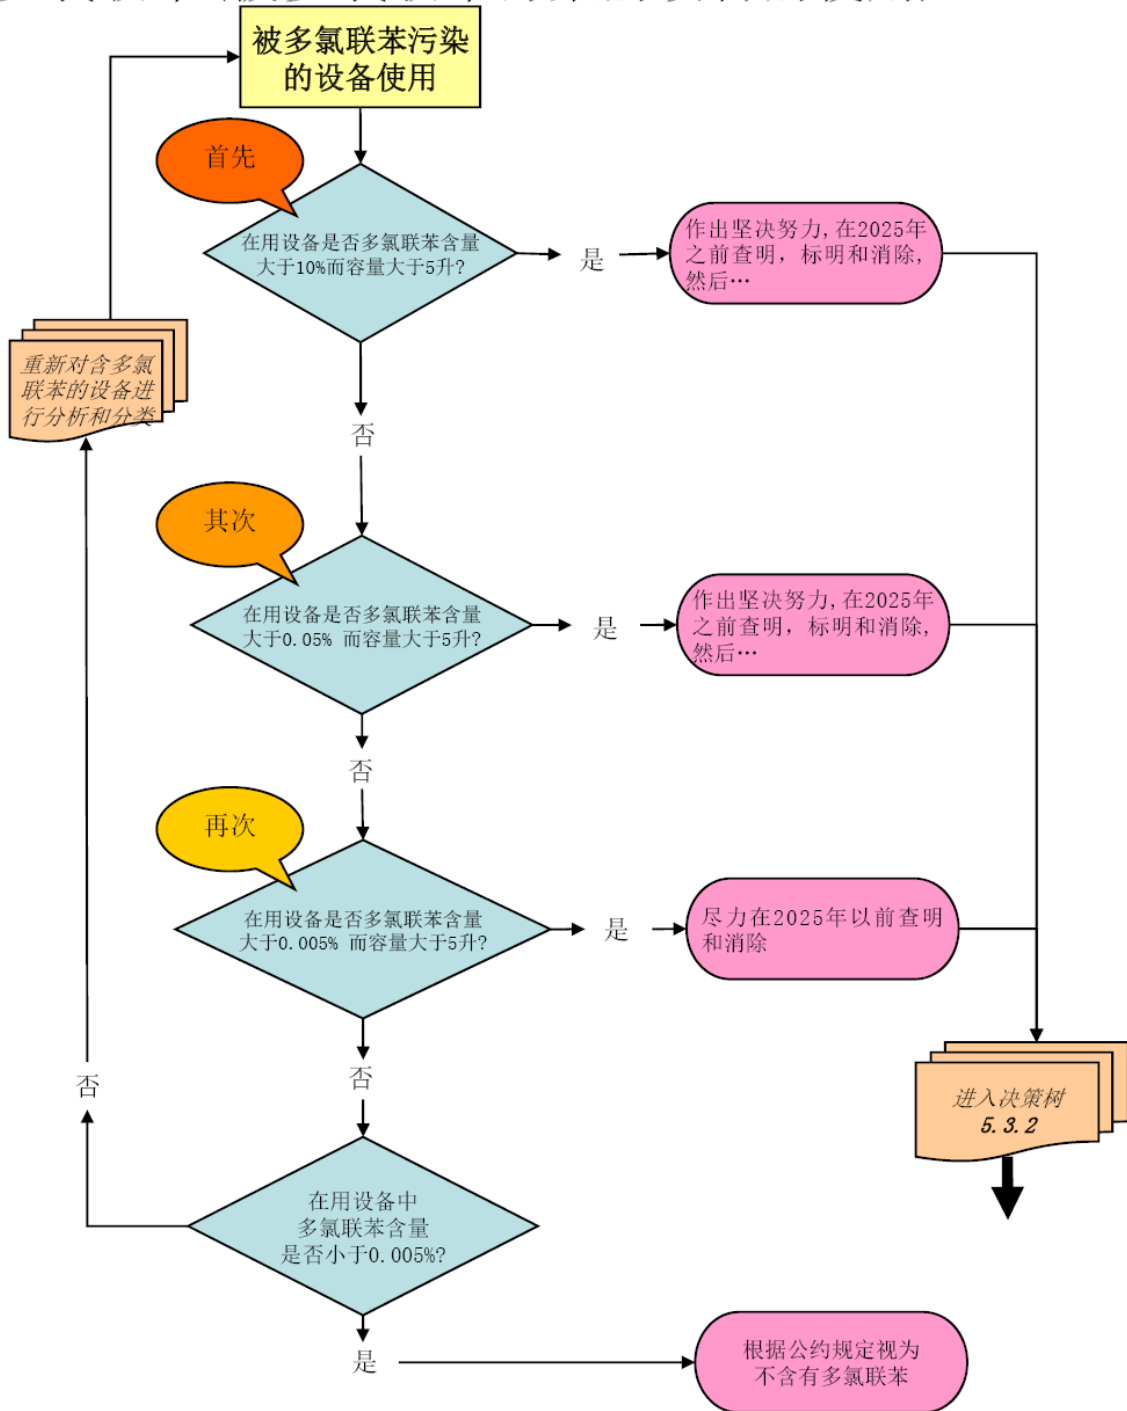 被多氯联苯污染
的设备使用
首先
在用设备是否多氯联苯含量
大于10%而容量大于5升?
是
作出坚决努力,在2025年
之前查明，标明和消除,
然后…
重新对含多氯
联苯的设备进
行分析和分类
否
其次
在用设备是否多氯联苯含量
大于0.05% 而容量大于5升?
是
作出坚决努力,在2025年
之前查明，标明和消除,
然后…
否
再次
在用设备是否多氯联苯含量
大于0.005% 而容量大于5升?
是
尽力在2025年以前查明
和消除
否
否
进入决策树
5.3.2
在用设备中
多氯联苯含量
是否小于0.005%?
是
根据公约规定视为
不含有多氯联苯